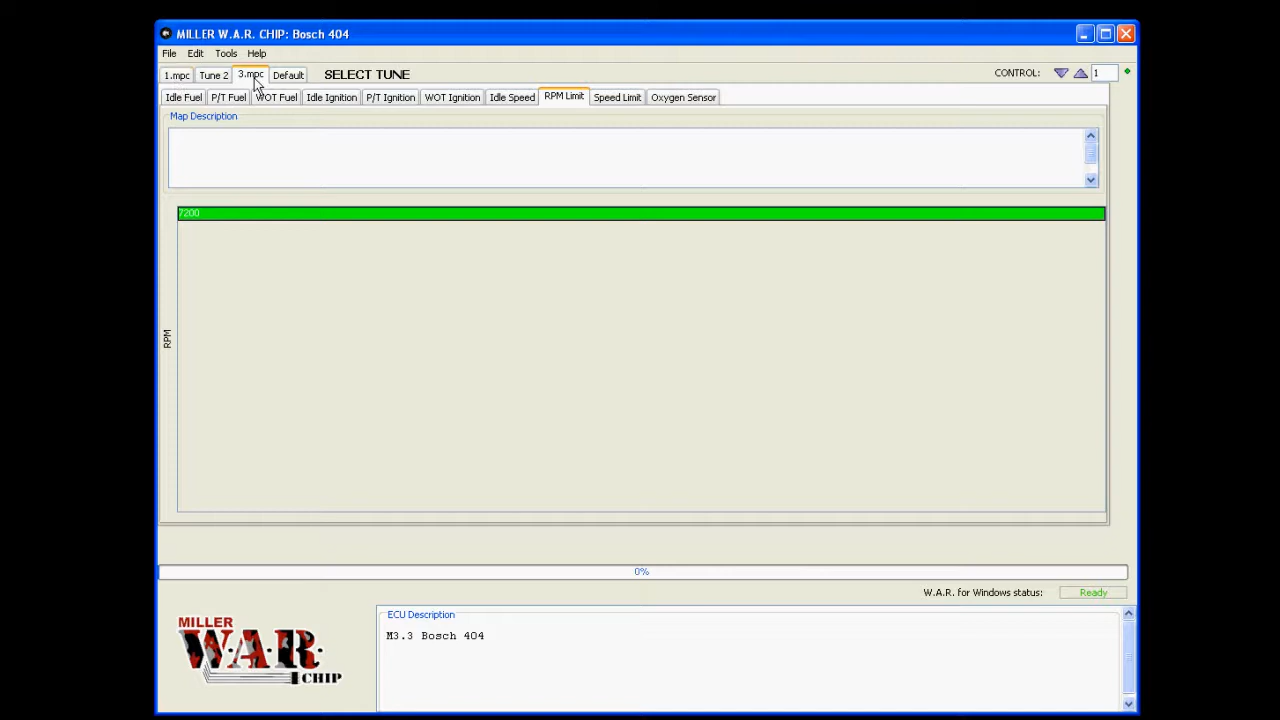 MILLER W.A.R. CHIP: Bosch 404
File Edit Tools Help
1.mpc Tune 2 3.mpc Default SELECT TUNE CONTROL: 1
Idle Fuel P/T Fuel WOT Fuel Idle Ignition P/T Ignition WOT Ignition Idle Speed RPM Limit Speed Limit Oxygen Sensor
Map Description
7200
RPM
0%
W.A.R. for Windows status: Ready
MILLER
W.A.R.
CHIP
ECU Description
M3.3 Bosch 404